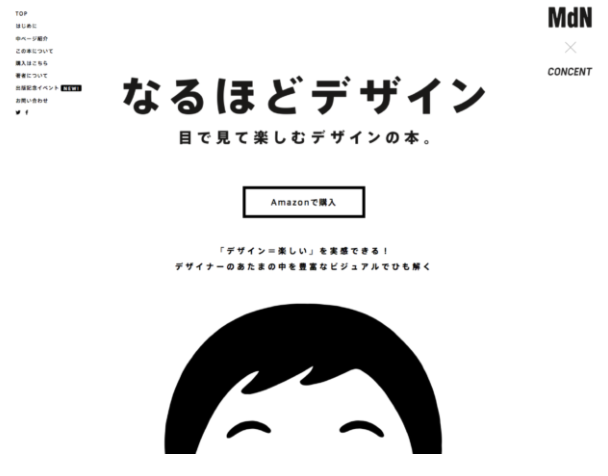 TOP
はじめに
中ページ紹介
この本について
購入はこちら
著者について
出版記念イベント NEW!
お問い合わせ
MdN
CONCENT
なるほどデザイン
目で見て楽しむデザインの本。
Amazonで購入
「デザイン＝楽しい」を実感できる！
デザイナーのあたまの中を豊富なビジュアルでひも解く